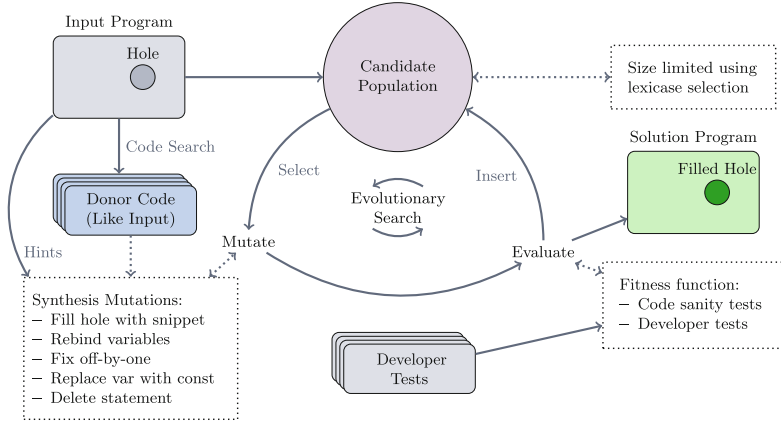 Input Program
Hole
Candidate
Population
Size limited using
lexicase selection
Code Search
Solution Program
Filled Hole
Select
Insert
Donor Code
(Like Input)
Evolutionary
Search
Hints
Mutate
Evaluate
Synthesis Mutations:
– Fill hole with snippet
– Rebind variables
– Fix off-by-one
– Replace var with const
– Delete statement
Fitness function:
– Code sanity tests
– Developer tests
Developer
Tests